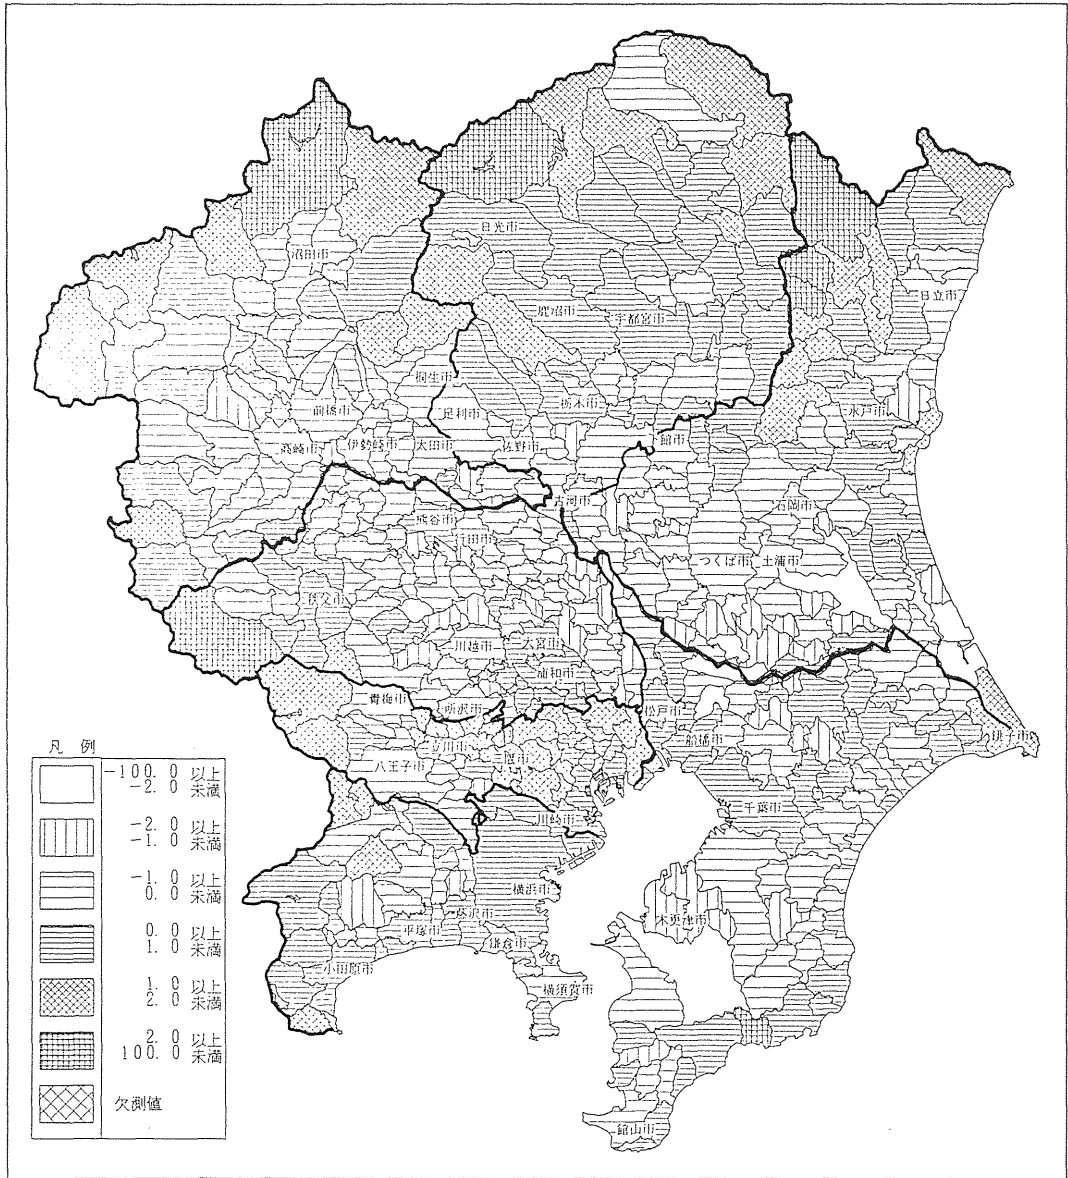 日光市
沼田市
日立市
鹿沼市
宇都宮市
桐生市
栃木市
前橋市
足利市
水戸市
高崎市
伊勢崎市
太田市
佐野市
下館市
古河市
石岡市
熊谷市
行田市
つくば市
土浦市
秩父市
川越市
大宮市
浦和市
青梅市
所沢市
松戸市
銚子市
船橋市
立川市
八王子市
三鷹市
千葉市
川崎市
横浜市
木更津市
藤沢市
平塚市
鎌倉市
小田原市
横須賀市
館山市
凡 例
-100.0 以上
-2.0 未満
-2.0 以上
-1.0 未満
-1.0 以上
0.0 未満
0.0 以上
1.0 未満
1.0 以上
2.0 未満
2.0 以上
100.0 未満
欠測値